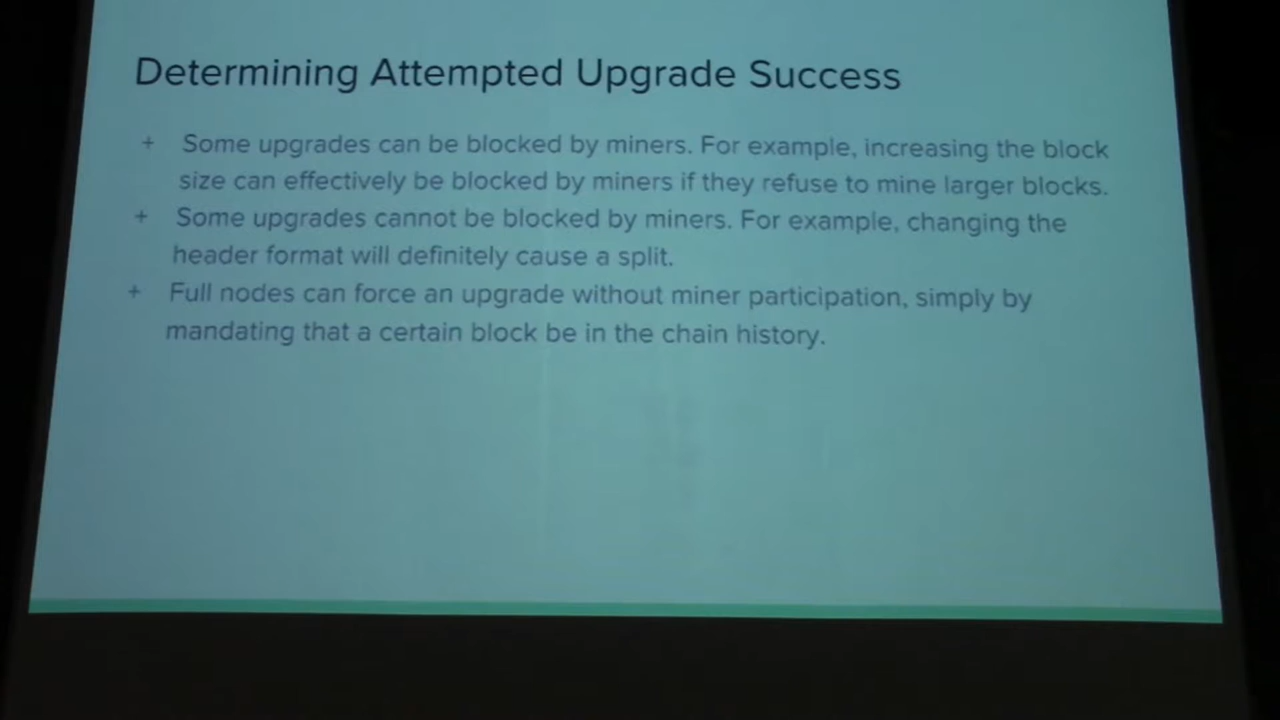 Determining Attempted Upgrade Success
+ Some upgrades can be blocked by miners. For example, increasing the block
size can effectively be blocked by miners if they refuse to mine larger blocks.
+ Some upgrades cannot be blocked by miners. For example, changing the
header format will definitely cause a split.
+ Full nodes can force an upgrade without miner participation, simply by
mandating that a certain block be in the chain history.